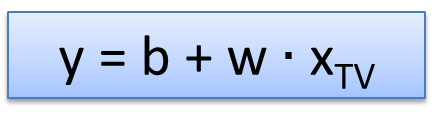 y = b + w · x_TV